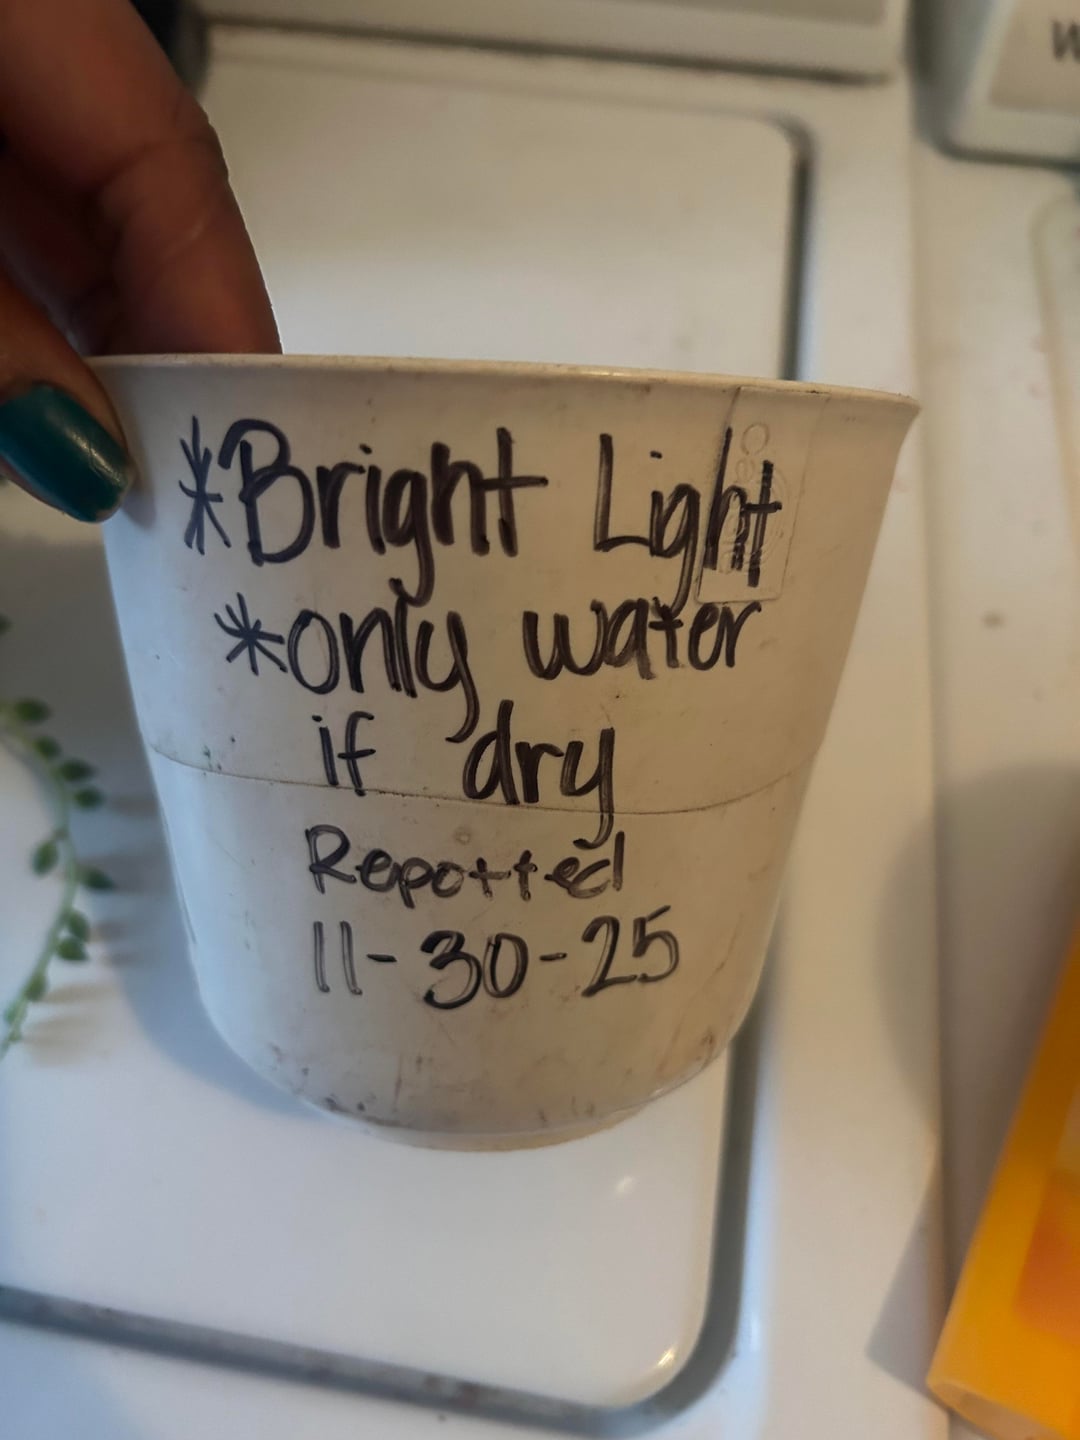 *Bright Light
*only water
if dry
Repotted
11-30-25
W